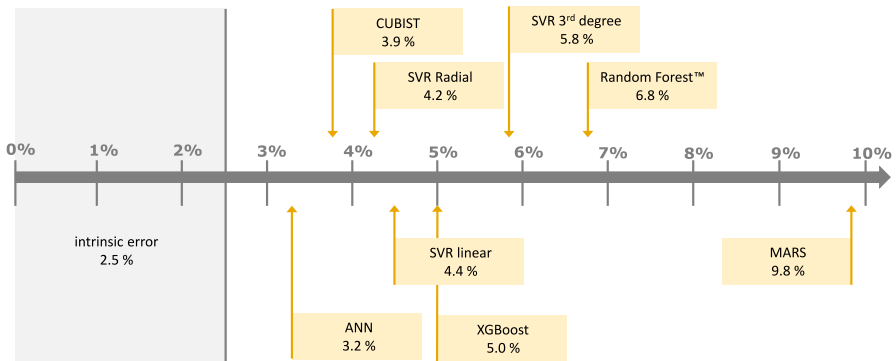 CUBIST
3.9 %
SVR 3rd degree
5.8 %
SVR Radial
4.2 %
Random Forest™
6.8 %
0% 1% 2% 3% 4% 5% 6% 7% 8% 9% 10%
intrinsic error
2.5 %
SVR linear
4.4 %
MARS
9.8 %
ANN
3.2 %
XGBoost
5.0 %